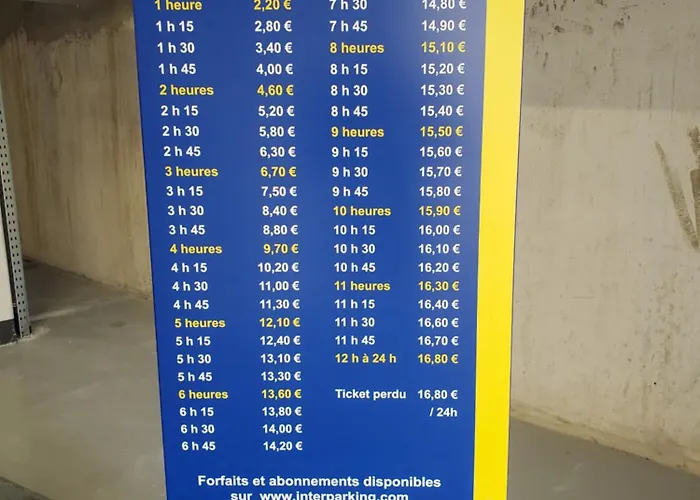 1 heure 2,20 €
1 h 15 2,80 €
1 h 30 3,40 €
1 h 45 4,00 €
2 heures 4,60 €
2 h 15 5,20 €
2 h 30 5,80 €
2 h 45 6,30 €
3 heures 6,70 €
3 h 15 7,50 €
3 h 30 8,40 €
3 h 45 8,80 €
4 heures 9,70 €
4 h 15 10,20 €
4 h 30 11,00 €
4 h 45 11,30 €
5 heures 12,10 €
5 h 15 12,40 €
5 h 30 13,10 €
5 h 45 13,30 €
6 heures 13,60 €
6 h 15 13,80 €
6 h 30 14,00 €
6 h 45 14,20 €
7 h 30 14,80 €
7 h 45 14,90 €
8 heures 15,10 €
8 h 15 15,20 €
8 h 30 15,30 €
8 h 45 15,40 €
9 heures 15,50 €
9 h 15 15,60 €
9 h 30 15,70 €
9 h 45 15,80 €
10 heures 15,90 €
10 h 15 16,00 €
10 h 30 16,10 €
10 h 45 16,20 €
11 heures 16,30 €
11 h 15 16,40 €
11 h 30 16,60 €
11 h 45 16,70 €
12 h à 24 h 16,80 €
Ticket perdu 16,80 €
/ 24h
Forfaits et abonnements disponibles
sur www.interparking.com